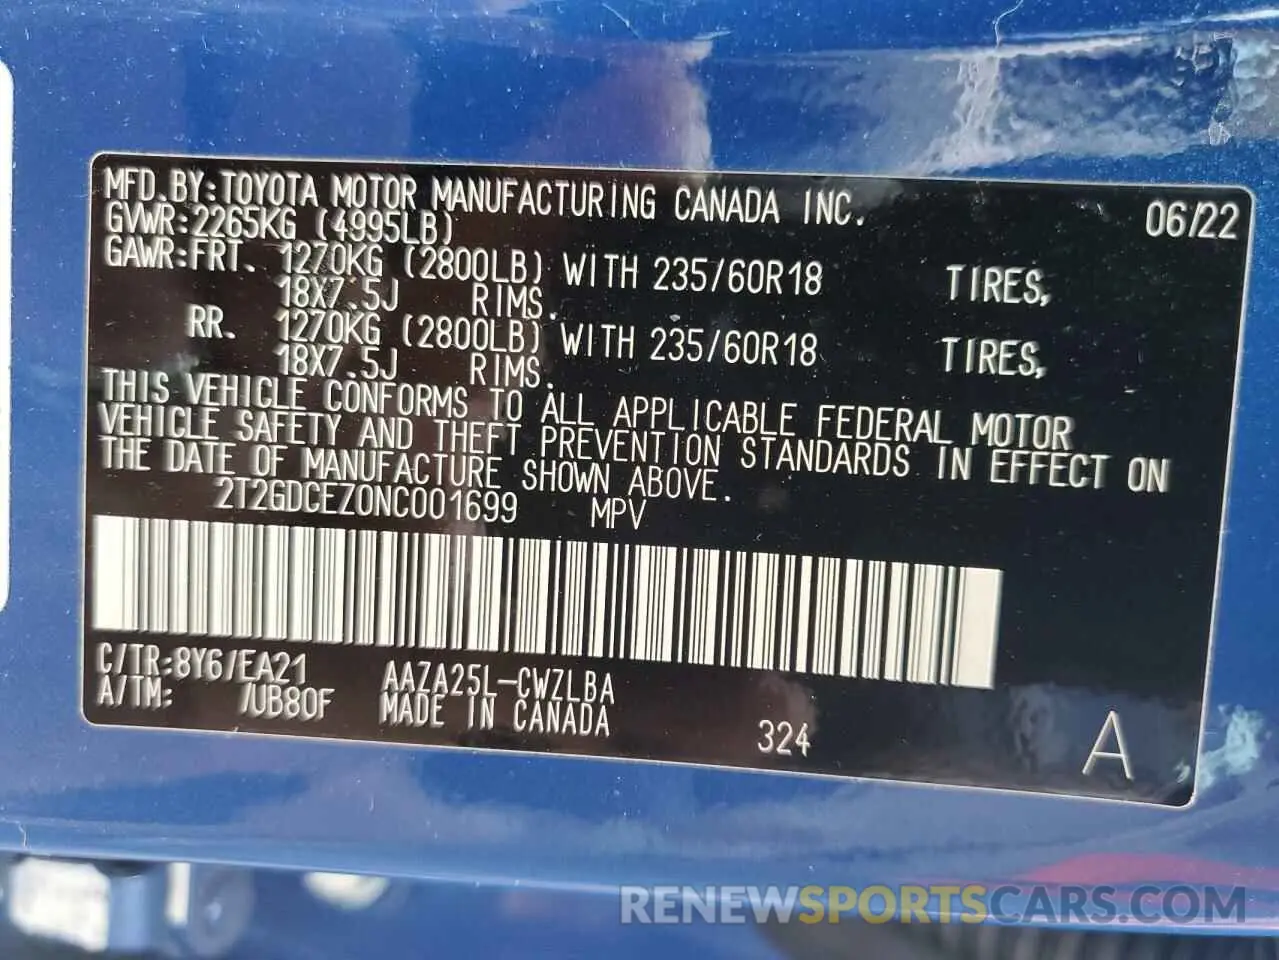 MFD.BY:TOYOTA MOTOR MANUFACTURING CANADA INC. 06/22
GVWR:2265KG (4995LB)
GAWR:FRT. 1270KG (2800LB) WITH 235/60R18 TIRES,
18X7.5J RIMS.
RR. 1270KG (2800LB) WITH 235/60R18 TIRES,
18X7.5J RIMS.
THIS VEHICLE CONFORMS TO ALL APPLICABLE FEDERAL MOTOR
VEHICLE SAFETY AND THEFT PREVENTION STANDARDS IN EFFECT ON
THE DATE OF MANUFACTURE SHOWN ABOVE.
2T2GDCEZ0NC001699 MPV
C/TR:8Y6/EA21 AAZA25L-CWZLBA
A/TM: /UB80F MADE IN CANADA 324 A
RENEWSPORTSCARS.COM